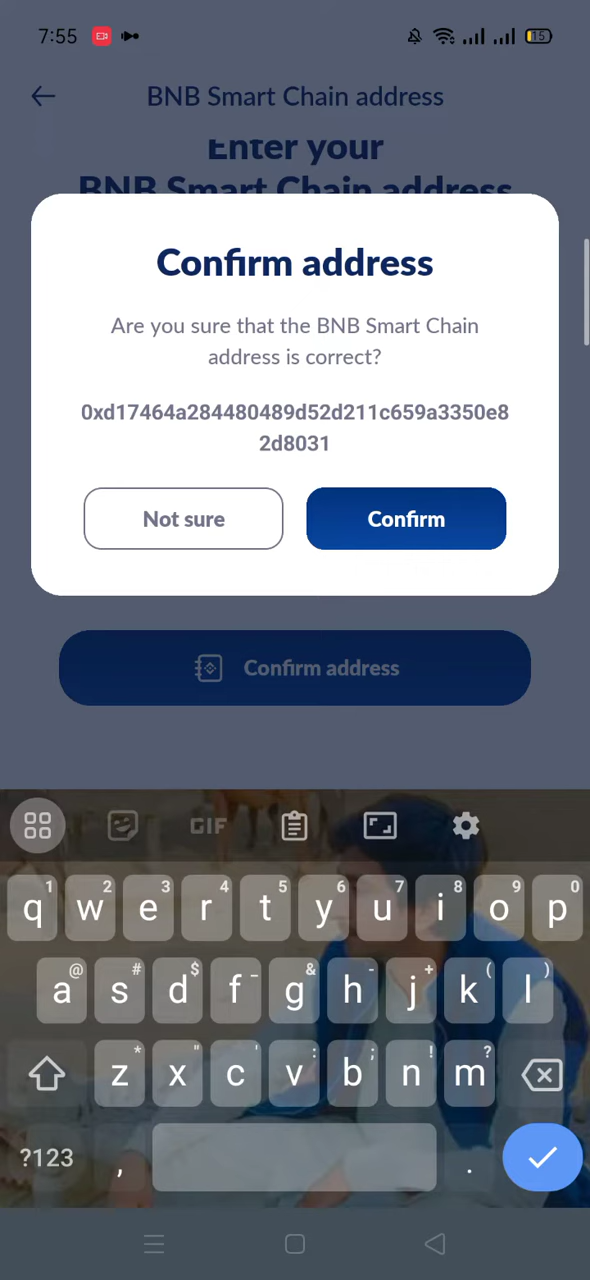 7:55
15
BNB Smart Chain address
Enter your
BNB Smart Chain address
Confirm address
Are you sure that the BNB Smart Chain
address is correct?
0xd17464a284480489d52d211c659a3350e8
2d8031
Not sure
Confirm
Confirm address
GIF
1 2 3 4 5 6 7 8 9 0
q w e r t y u i o p
@ # $ _ & - + ( )
a s d f g h j k l
* " ' : ; ! ?
z x c v b n m
?123 , .